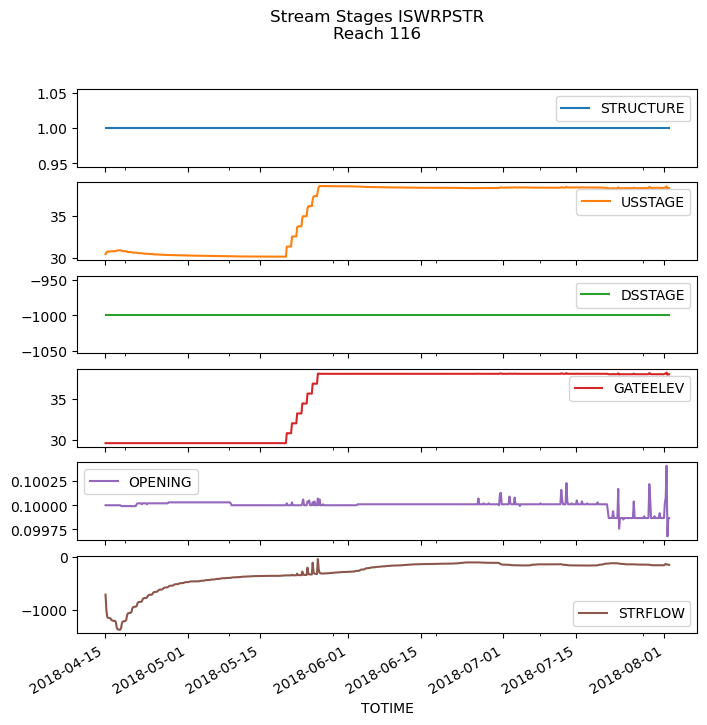 Stream Stages ISWRPSTR
Reach 116
1.05
1.00
0.95
STRUCTURE
35
30
USSTAGE
−950
−1000
−1050
DSSTAGE
35
30
GATEELEV
0.10025
0.10000
0.09975
OPENING
0
−1000
STRFLOW
2018-04-15
2018-05-01
2018-05-15
2018-06-01
2018-06-15
2018-07-01
2018-07-15
2018-08-01
TOTIME